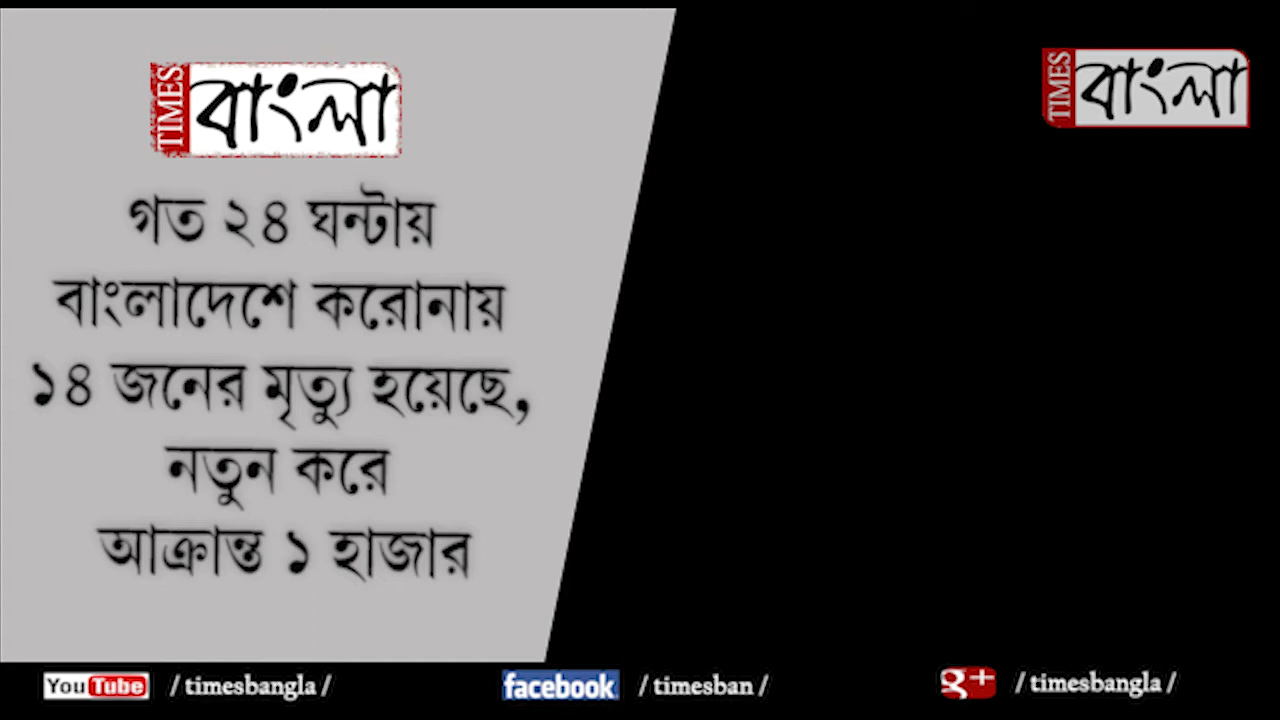 TIMES বাংলা
TIMES বাংলা
গত ২৪ ঘন্টায়
বাংলাদেশে করোনায়
১৪ জনের মৃত্যু হয়েছে,
নতুন করে
আক্রান্ত ১ হাজার
YouTube / timesbangla /
facebook / timesban /
g+ / timesbangla /